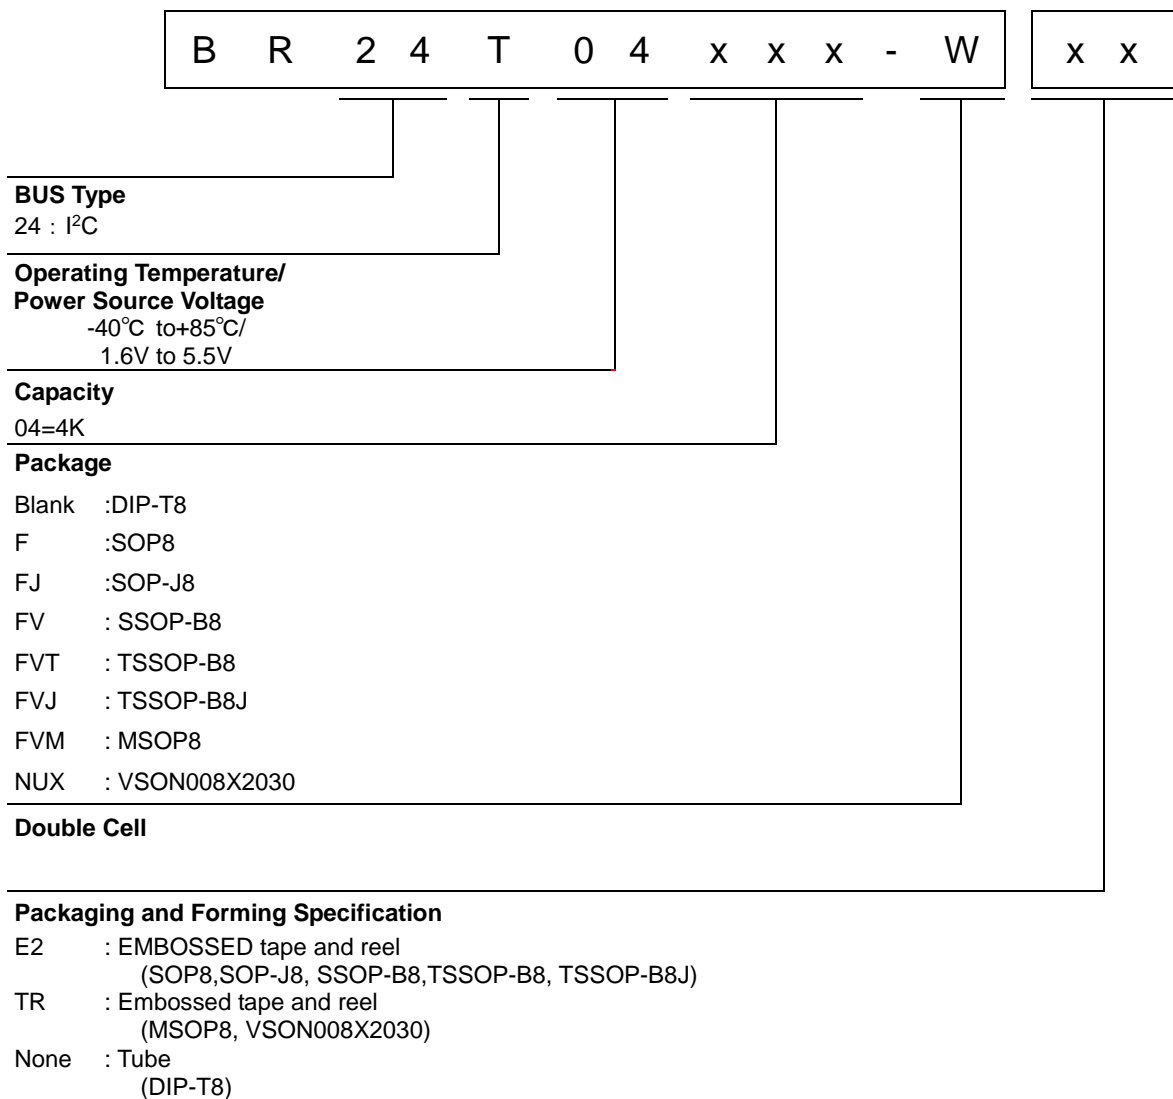 B R 2 4 T 0 4 x x x - W x x
BUS Type
24 : I²C
Operating Temperature/
Power Source Voltage
-40℃ to+85℃/
1.6V to 5.5V
Capacity
04=4K
Package
Blank :DIP-T8
F :SOP8
FJ :SOP-J8
FV : SSOP-B8
FVT : TSSOP-B8
FVJ : TSSOP-B8J
FVM : MSOP8
NUX : VSON008X2030
Double Cell
Packaging and Forming Specification
E2 : EMBOSSED tape and reel
(SOP8,SOP-J8, SSOP-B8,TSSOP-B8, TSSOP-B8J)
TR : Embossed tape and reel
(MSOP8, VSON008X2030)
None : Tube
(DIP-T8)